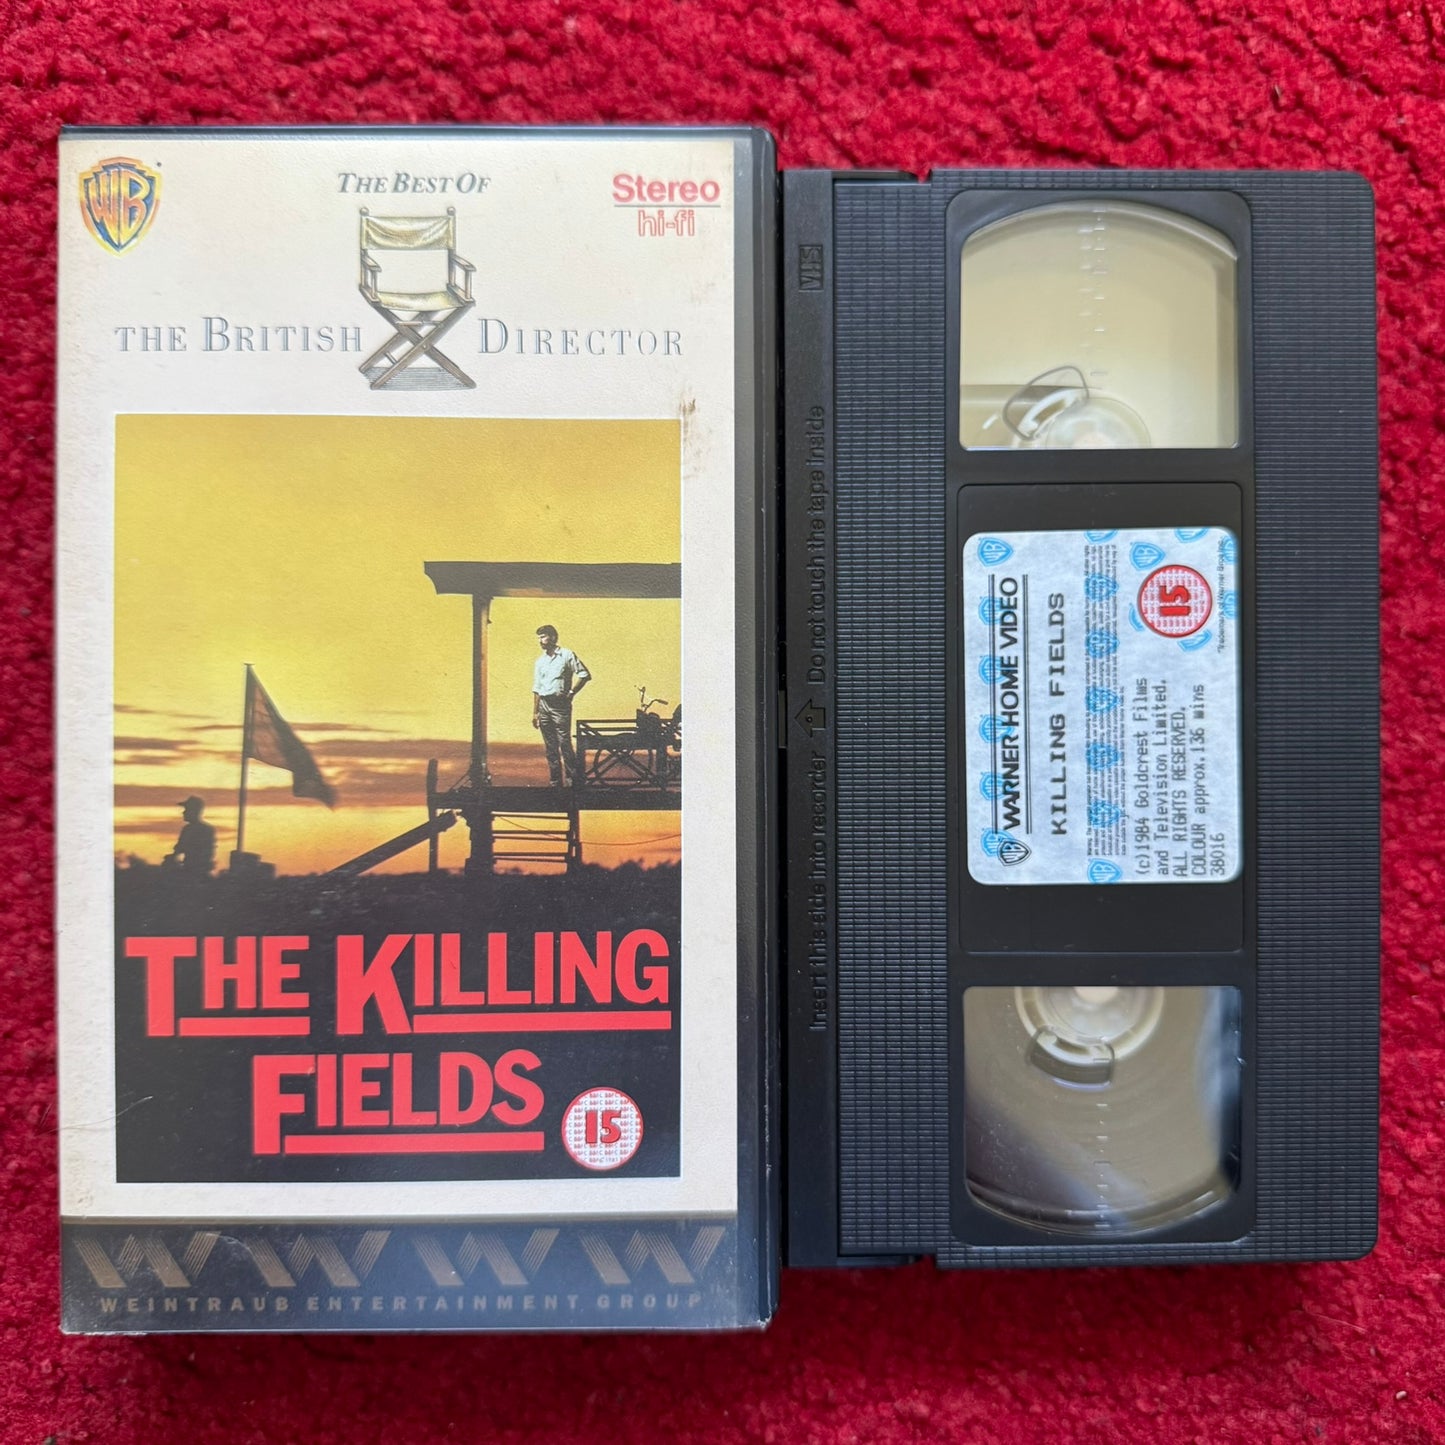 WB
THE BEST OF
THE BRITISH DIRECTOR
Stereo
hi-fi
THE KILLING
FIELDS
15
WEINTRAUB ENTERTAINMENT GROUP
VHS
Insert this side into recorder Do not touch the tape inside
WARNER HOME VIDEO
KILLING FIELDS
15
(c)1984 Goldcrest Films
and Television Limited.
ALL RIGHTS RESERVED.
COLOUR approx.136 mins
38016